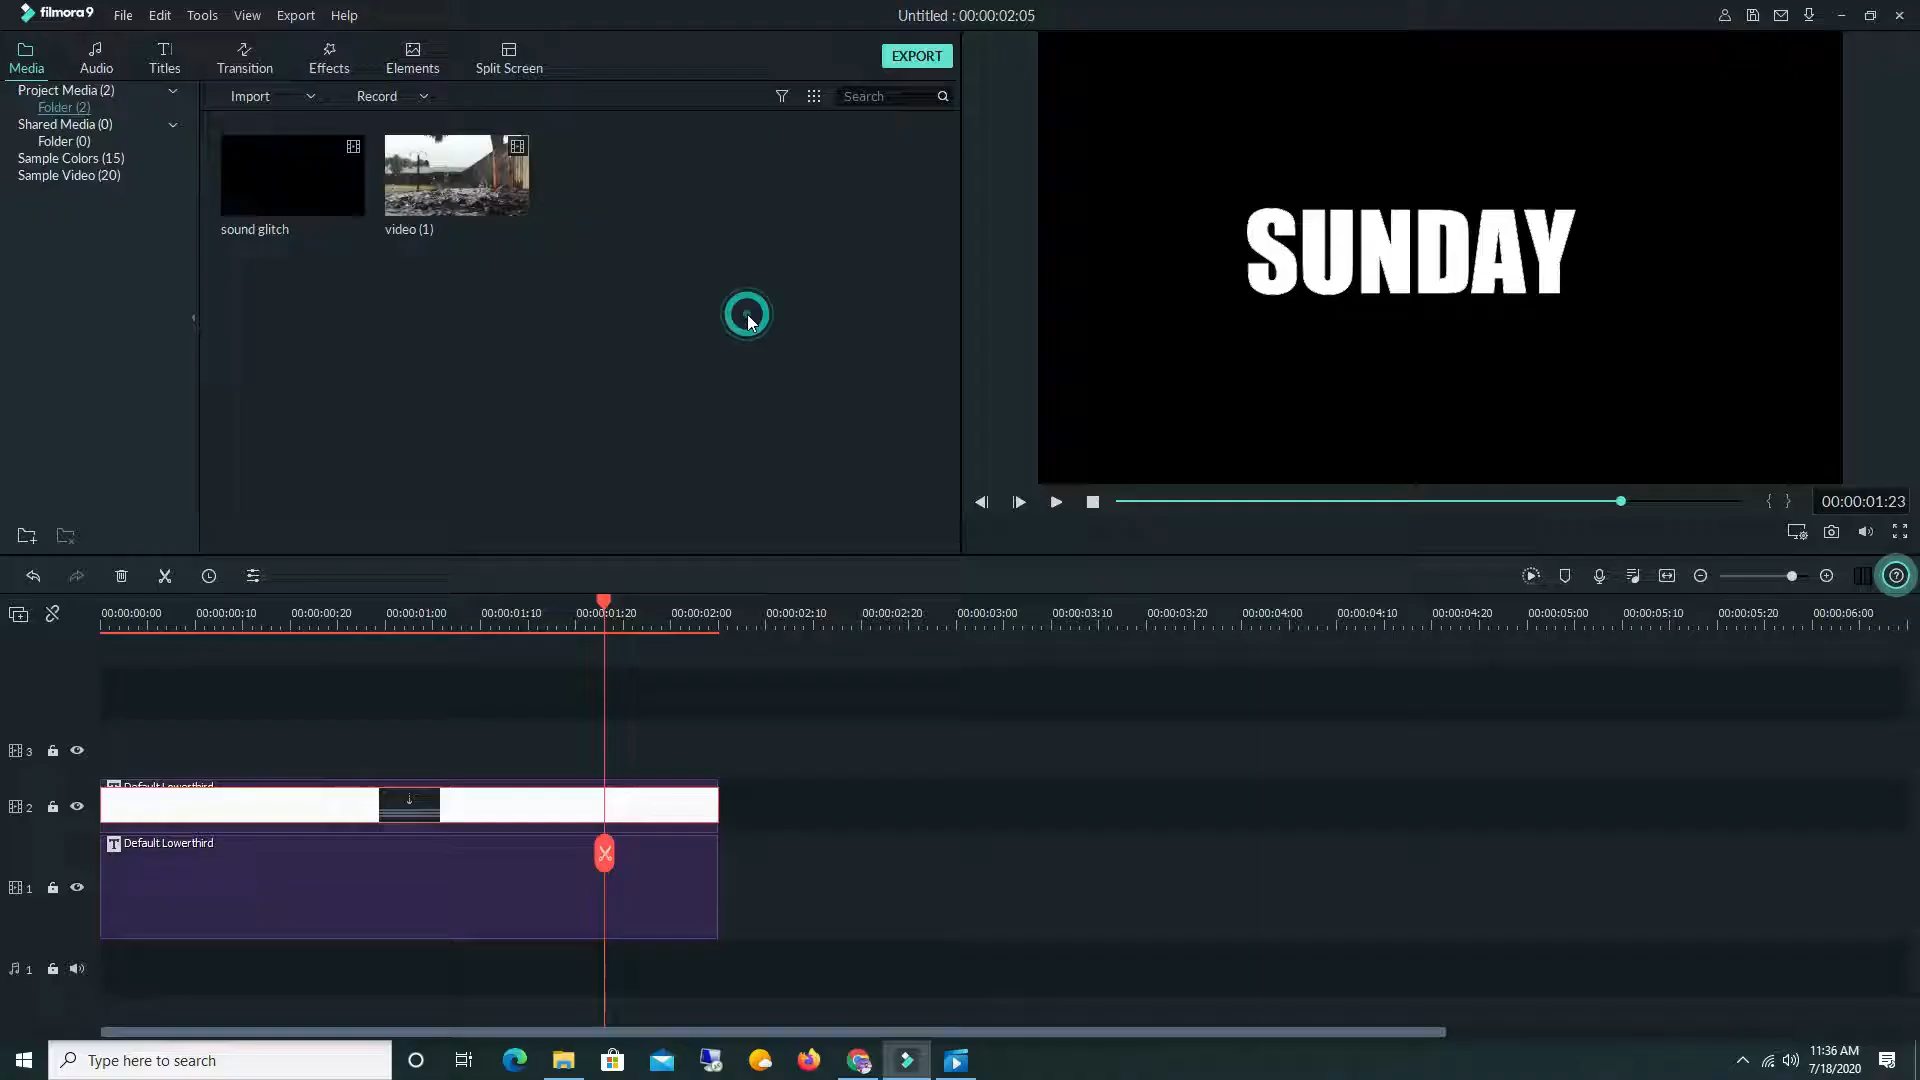 filmora9 File Edit Tools View Export Help Untitled : 00:00:02:05
Media Audio Titles Transition Effects Elements Split Screen EXPORT
Project Media (2)
Folder (2)
Shared Media (0)
Folder (0)
Sample Colors (15)
Sample Video (20)
Import Record Search
sound glitch video (1)
SUNDAY
00:00:01:23
00:00:00:00 00:00:00:10 00:00:00:20 00:00:01:00 00:00:01:10 00:00:01:20 00:00:02:00 00:00:02:10 00:00:02:20 00:00:03:00 00:00:03:10 00:00:03:20 00:00:04:00 00:00:04:10 00:00:04:20 00:00:05:00 00:00:05:10 00:00:05:20 00:00:06:00
3
Default Lowerthird
2
T Default Lowerthird
1
1
Type here to search
11:36 AM
7/18/2020